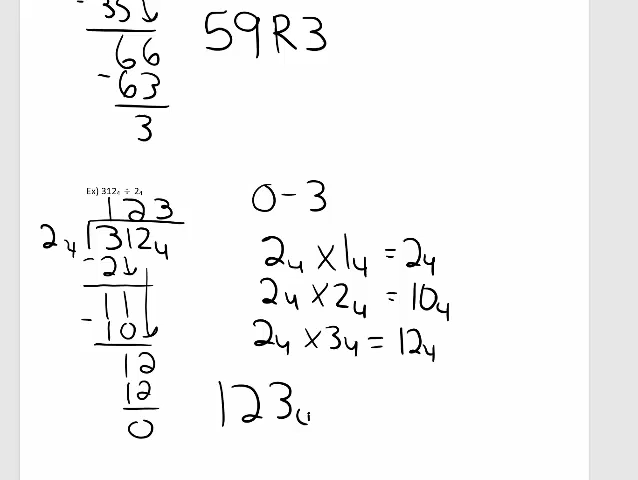 - 35↓
66
- 63
3
59R3
Ex) 312₄ ÷ 2₄
123
2₄ 312₄
- 2↓
11
- 10↓
12
12
0
0-3
2₄ × 1₄ = 2₄
2₄ × 2₄ = 10₄
2₄ × 3₄ = 12₄
123